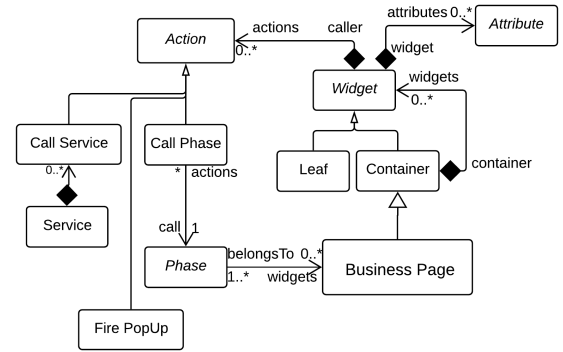 attributes 0..*
Attribute
actions
caller
Action
0..*
widget
Widget
widgets
0..*
Call Service
Call Phase
Leaf
Container
container
0..*
* actions
Service
call 1
Phase
belongsTo 0..*
1..* widgets
Business Page
Fire PopUp